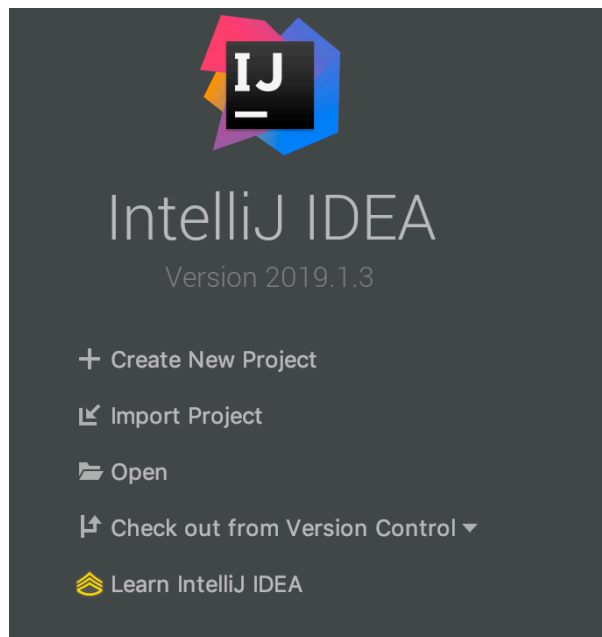 IJ
IntelliJ IDEA
Version 2019.1.3
Create New Project
Import Project
Open
Check out from Version Control
Learn IntelliJ IDEA